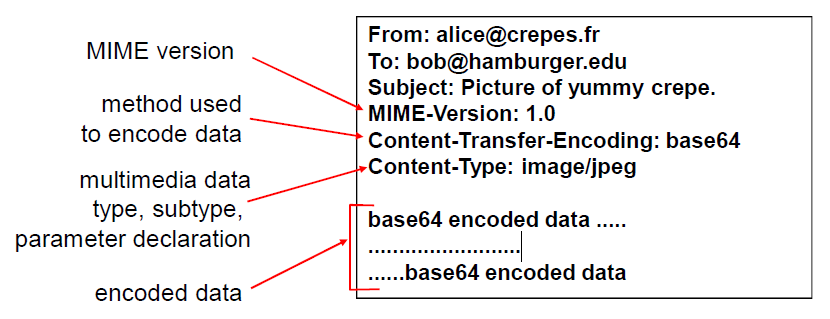 MIME version
method used
to encode data
multimedia data
type, subtype,
parameter declaration
encoded data
From: alice@crepes.fr
To: bob@hamburger.edu
Subject: Picture of yummy crepe.
MIME-Version: 1.0
Content-Transfer-Encoding: base64
Content-Type: image/jpeg
base64 encoded data .....
.........................
......base64 encoded data